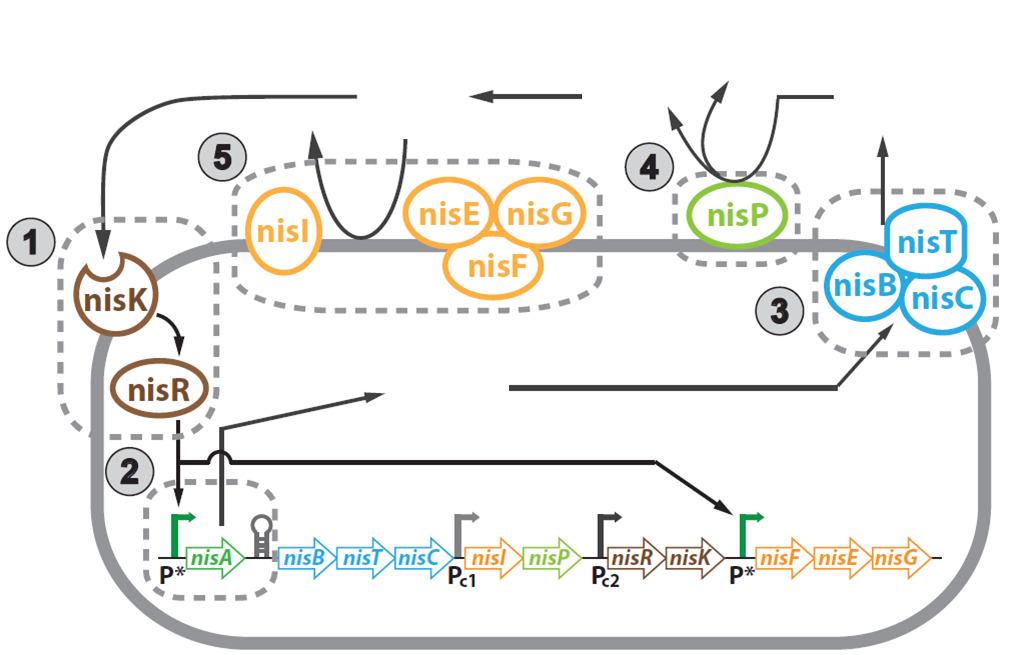 5
4
nisI
nisE
nisG
nisF
nisP
1
nisT
nisB
nisC
3
nisK
nisR
2
nisA nisB nisT nisC nisI nisP nisR nisK nisF nisE nisG
P* Pc1 Pc2 P*